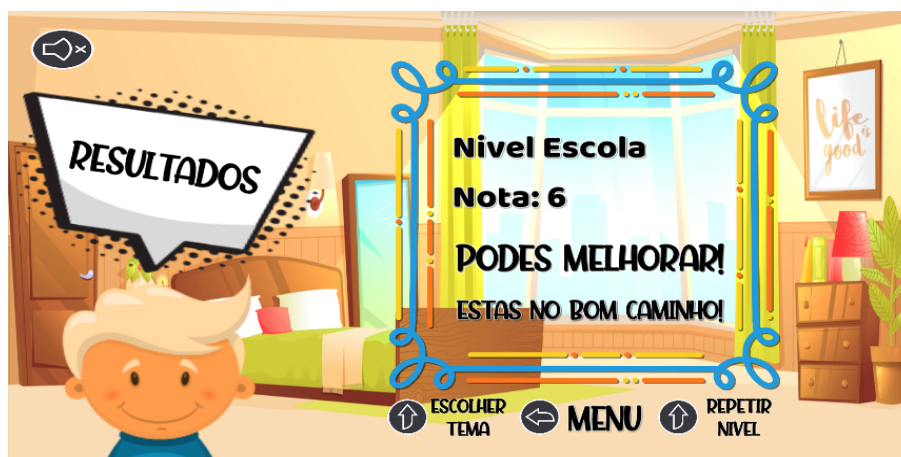 RESULTADOS
Nivel Escola
Nota: 6
PODES MELHORAR!
ESTAS NO BOM CAMINHO!
life is
good
ESCOLHER
TEMA
MENU
REPETIR
NIVEL